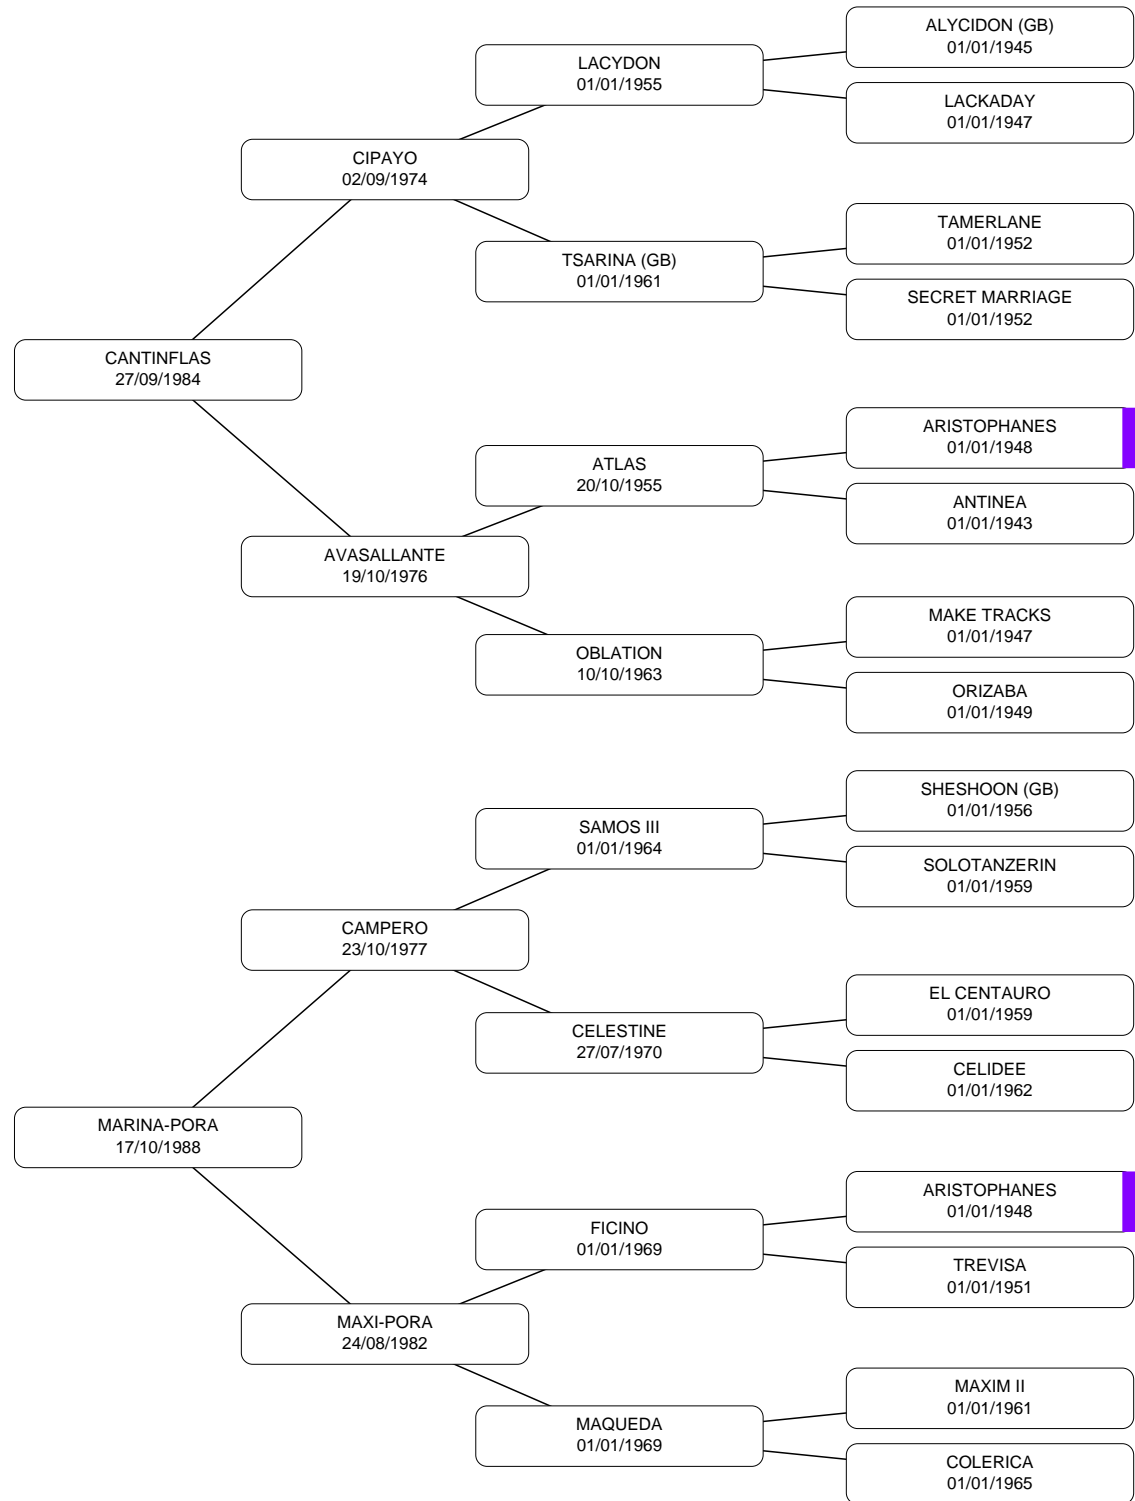 ALYCIDON (GB)
01/01/1945
LACYDON
01/01/1955
LACKADAY
01/01/1947
CIPAYO
02/09/1974
TAMERLANE
01/01/1952
TSARINA (GB)
01/01/1961
SECRET MARRIAGE
01/01/1952
CANTINFLAS
27/09/1984
ARISTOPHANES
01/01/1948
ATLAS
20/10/1955
ANTINEA
01/01/1943
AVASALLANTE
19/10/1976
MAKE TRACKS
01/01/1947
OBLATION
10/10/1963
ORIZABA
01/01/1949
SHESHOON (GB)
01/01/1956
SAMOS III
01/01/1964
SOLOTANZERIN
01/01/1959
CAMPERO
23/10/1977
EL CENTAURO
01/01/1959
CELESTINE
27/07/1970
CELIDEE
01/01/1962
MARINA-PORA
17/10/1988
ARISTOPHANES
01/01/1948
FICINO
01/01/1969
TREVISA
01/01/1951
MAXI-PORA
24/08/1982
MAXIM II
01/01/1961
MAQUEDA
01/01/1969
COLERICA
01/01/1965